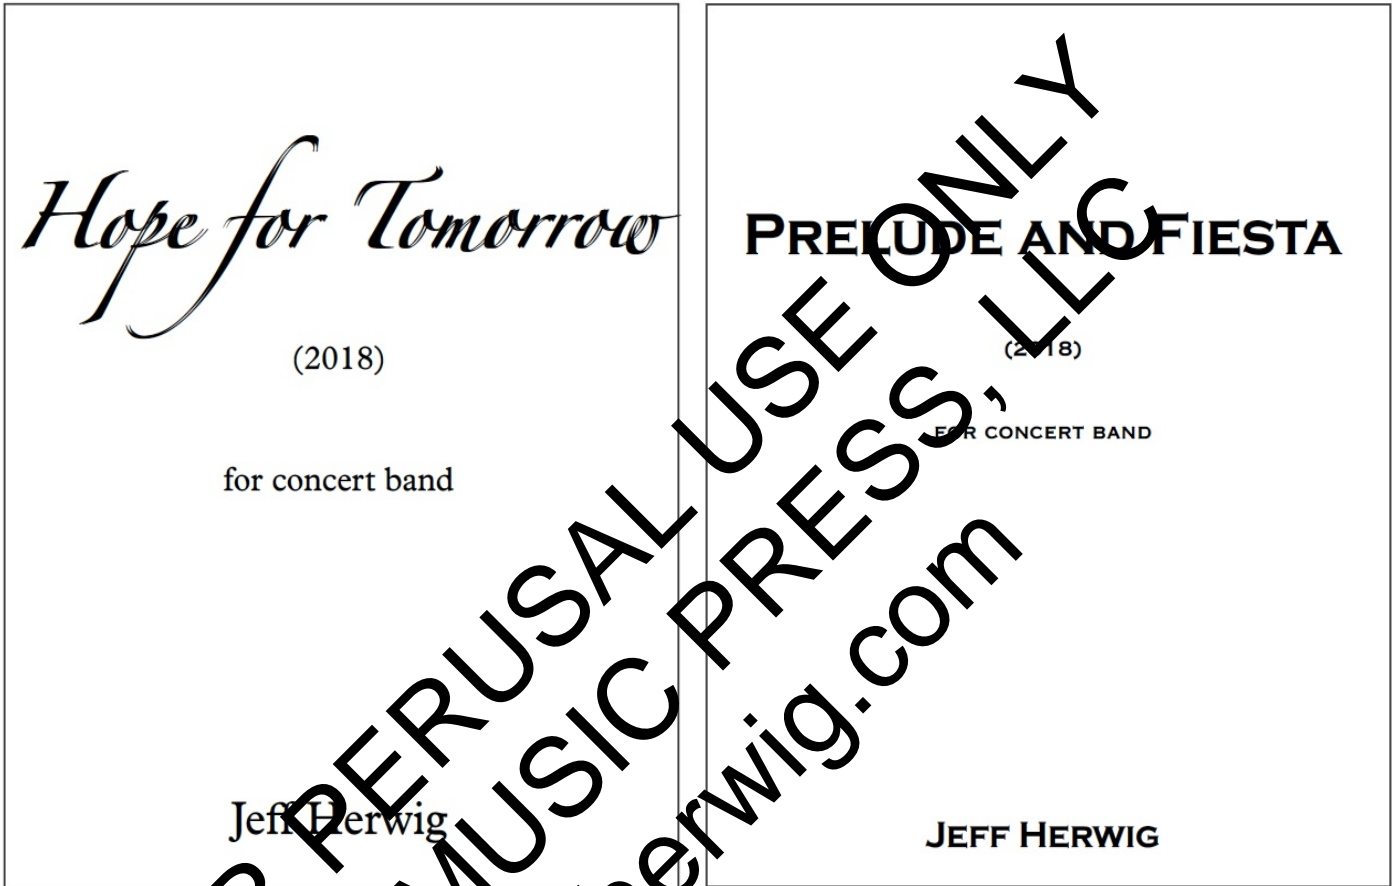 Hope for Tomorrow
(2018)
for concert band
Jeff Herwig
PRELUDE AND FIESTA
(2018)
FOR CONCERT BAND
JEFF HERWIG
PERUSAL USE ONLY
MUSIC PRESS, LLC
erwig.com